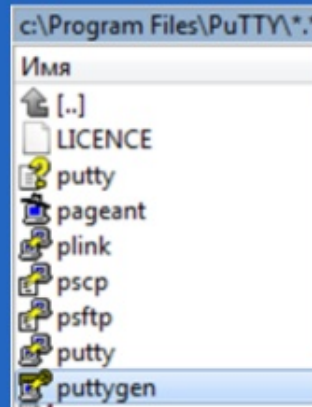 c:\Program Files\PuTTY\*.*
Имя
[..]
LICENCE
putty
pageant
plink
pscp
psftp
putty
puttygen